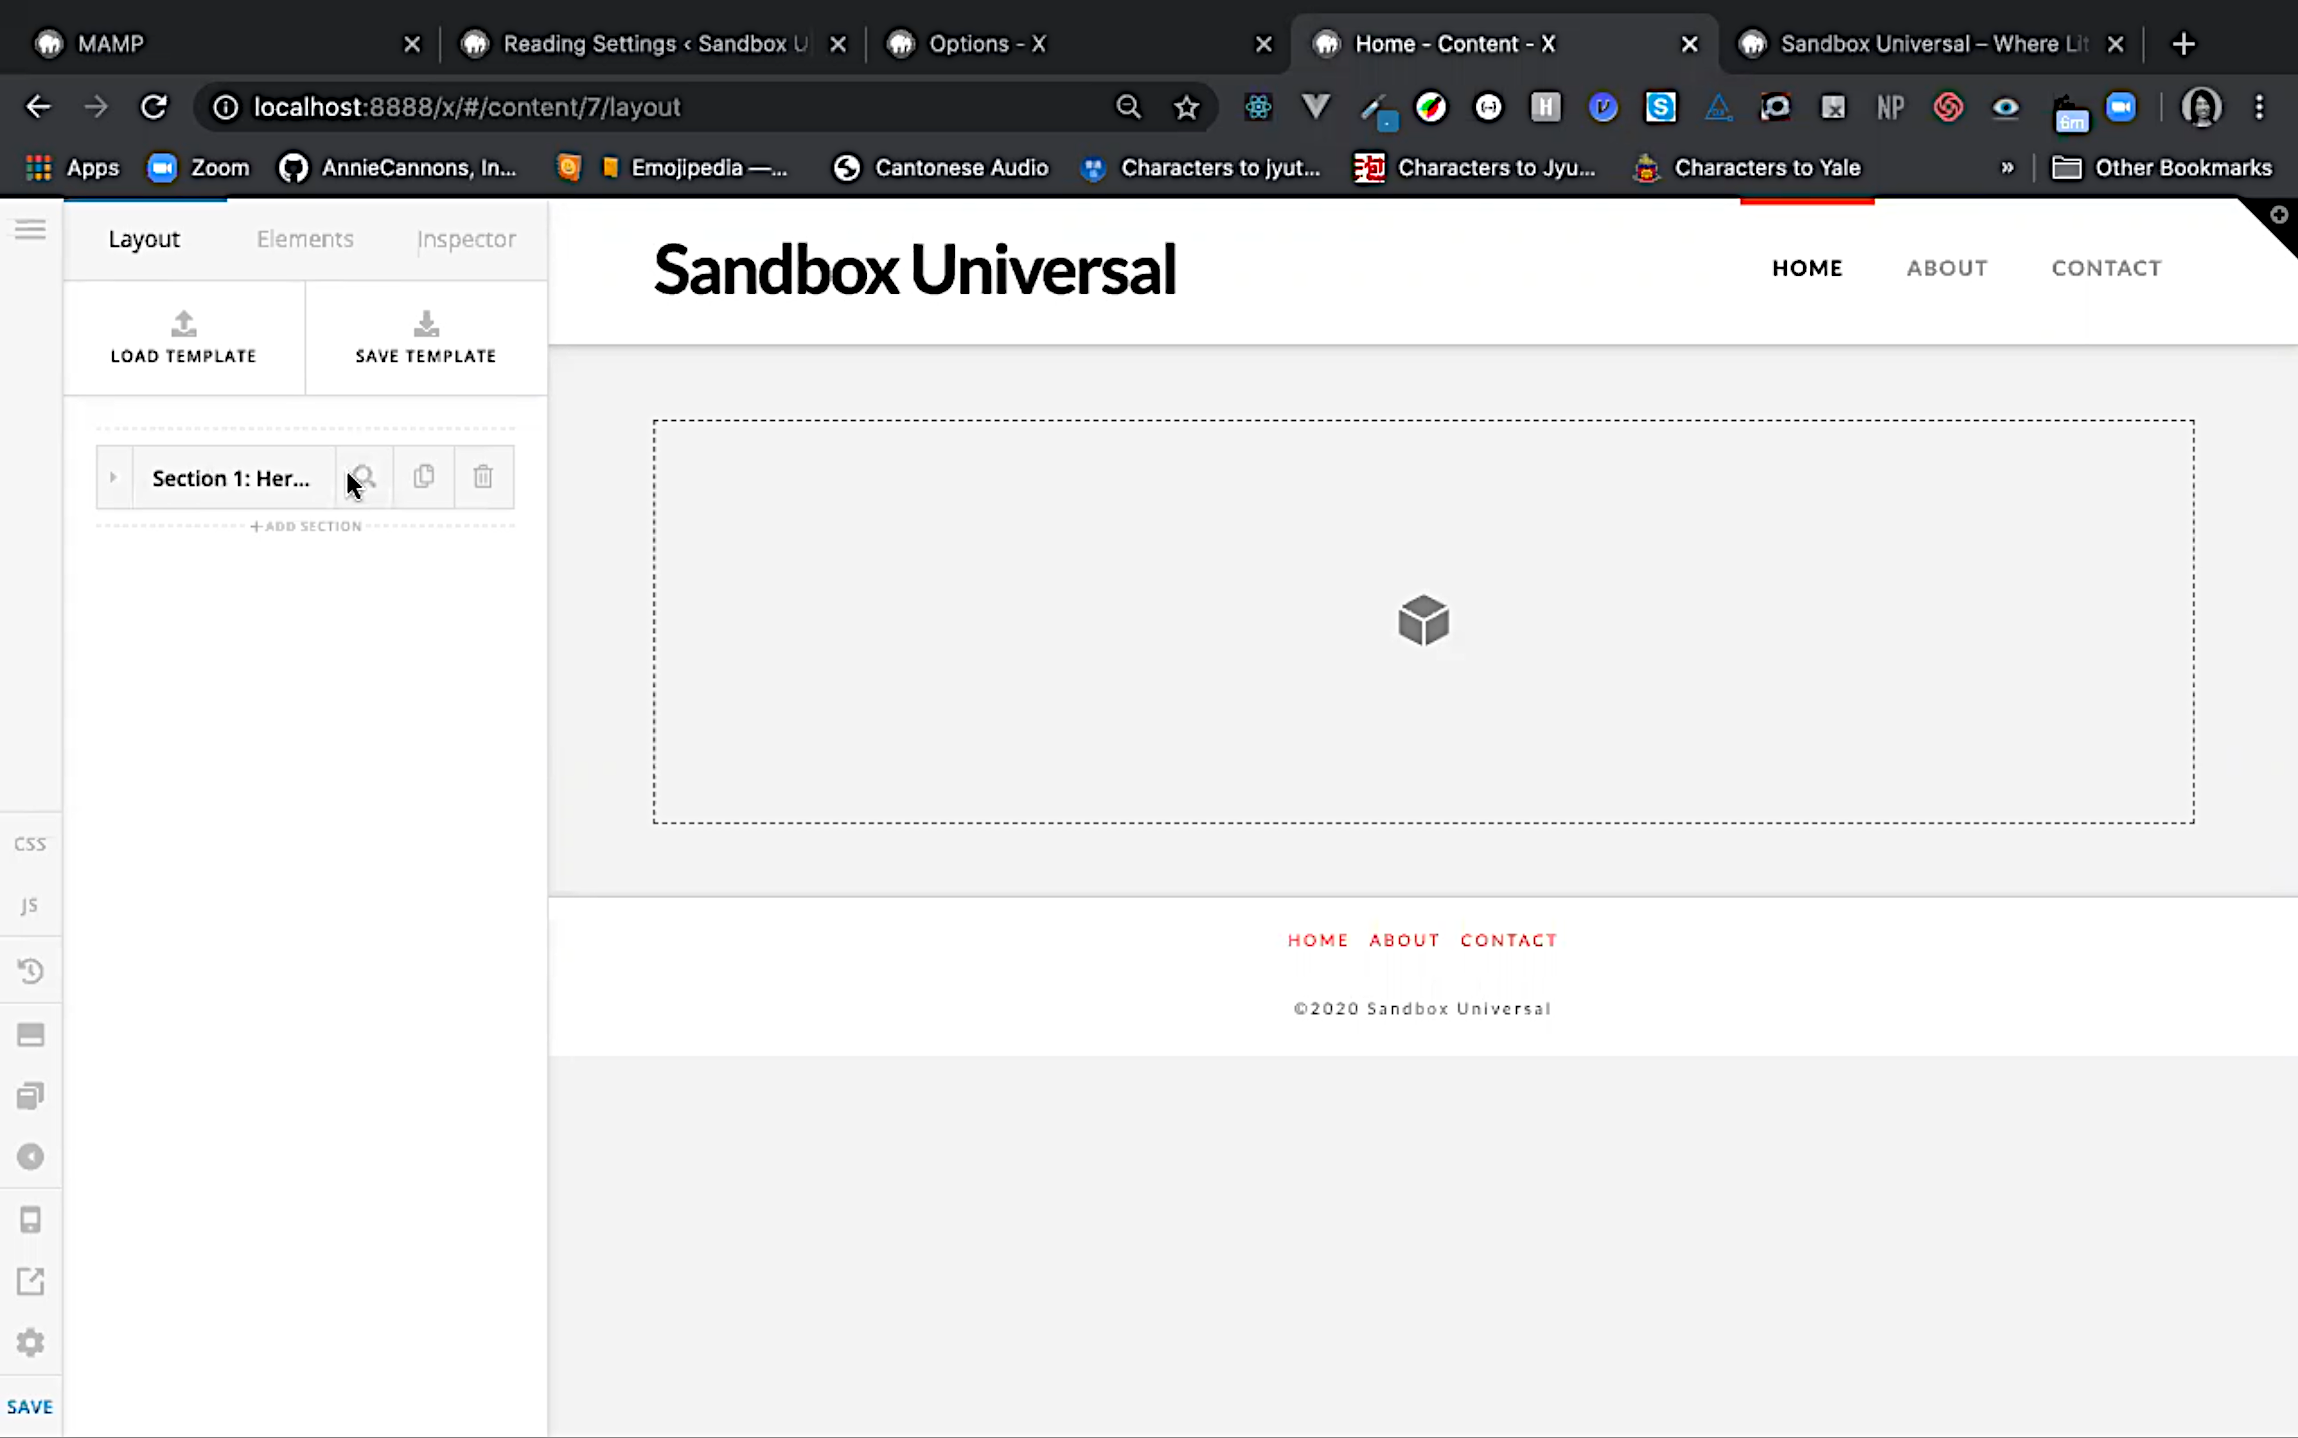 MAMP
Reading Settings ‹ Sandbox U
Options - X
Home - Content - X
Sandbox Universal – Where Lit
localhost:8888/x/#/content/7/layout
NP
6m
Apps
Zoom
AnnieCannons, In...
Emojipedia —...
Cantonese Audio
Characters to jyut...
Characters to Jyu...
Characters to Yale
»
Other Bookmarks
Layout
Elements
Inspector
LOAD TEMPLATE
SAVE TEMPLATE
Section 1: Her...
+ ADD SECTION
CSS
JS
SAVE
Sandbox Universal
HOME
ABOUT
CONTACT
HOME ABOUT CONTACT
©2020 Sandbox Universal